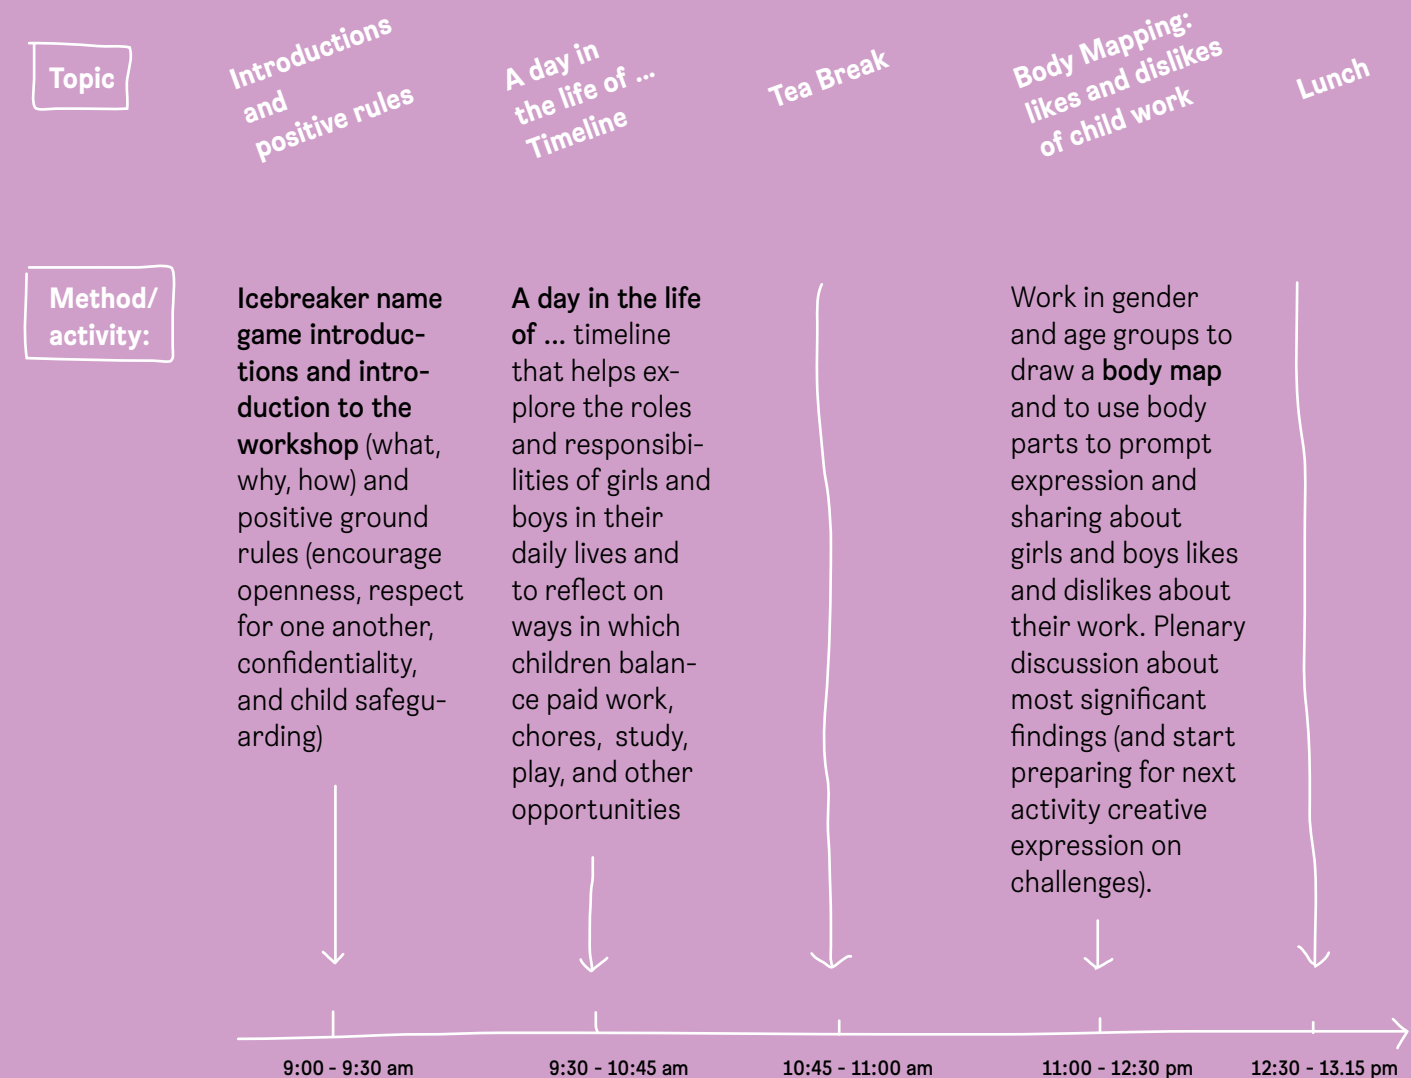 Topic
Introductions
and
positive rules
A day in
the life of ...
Timeline
Tea Break
Body Mapping:
likes and dislikes
of child work
Lunch
Method/
activity:
Icebreaker name
game introduc-
tions and intro-
duction to the
workshop (what,
why, how) and
positive ground
rules (encourage
openness, respect
for one another,
confidentiality,
and child safegu-
arding)
A day in the life
of ... timeline
that helps ex-
plore the roles
and responsibi-
lities of girls and
boys in their
daily lives and
to reflect on
ways in which
children balan-
ce paid work,
chores, study,
play, and other
opportunities
Work in gender
and age groups to
draw a body map
and to use body
parts to prompt
expression and
sharing about
girls and boys likes
and dislikes about
their work. Plenary
discussion about
most significant
findings (and start
preparing for next
activity creative
expression on
challenges).
9:00 - 9:30 am
9:30 - 10:45 am
10:45 - 11:00 am
11:00 - 12:30 pm
12:30 - 13.15 pm